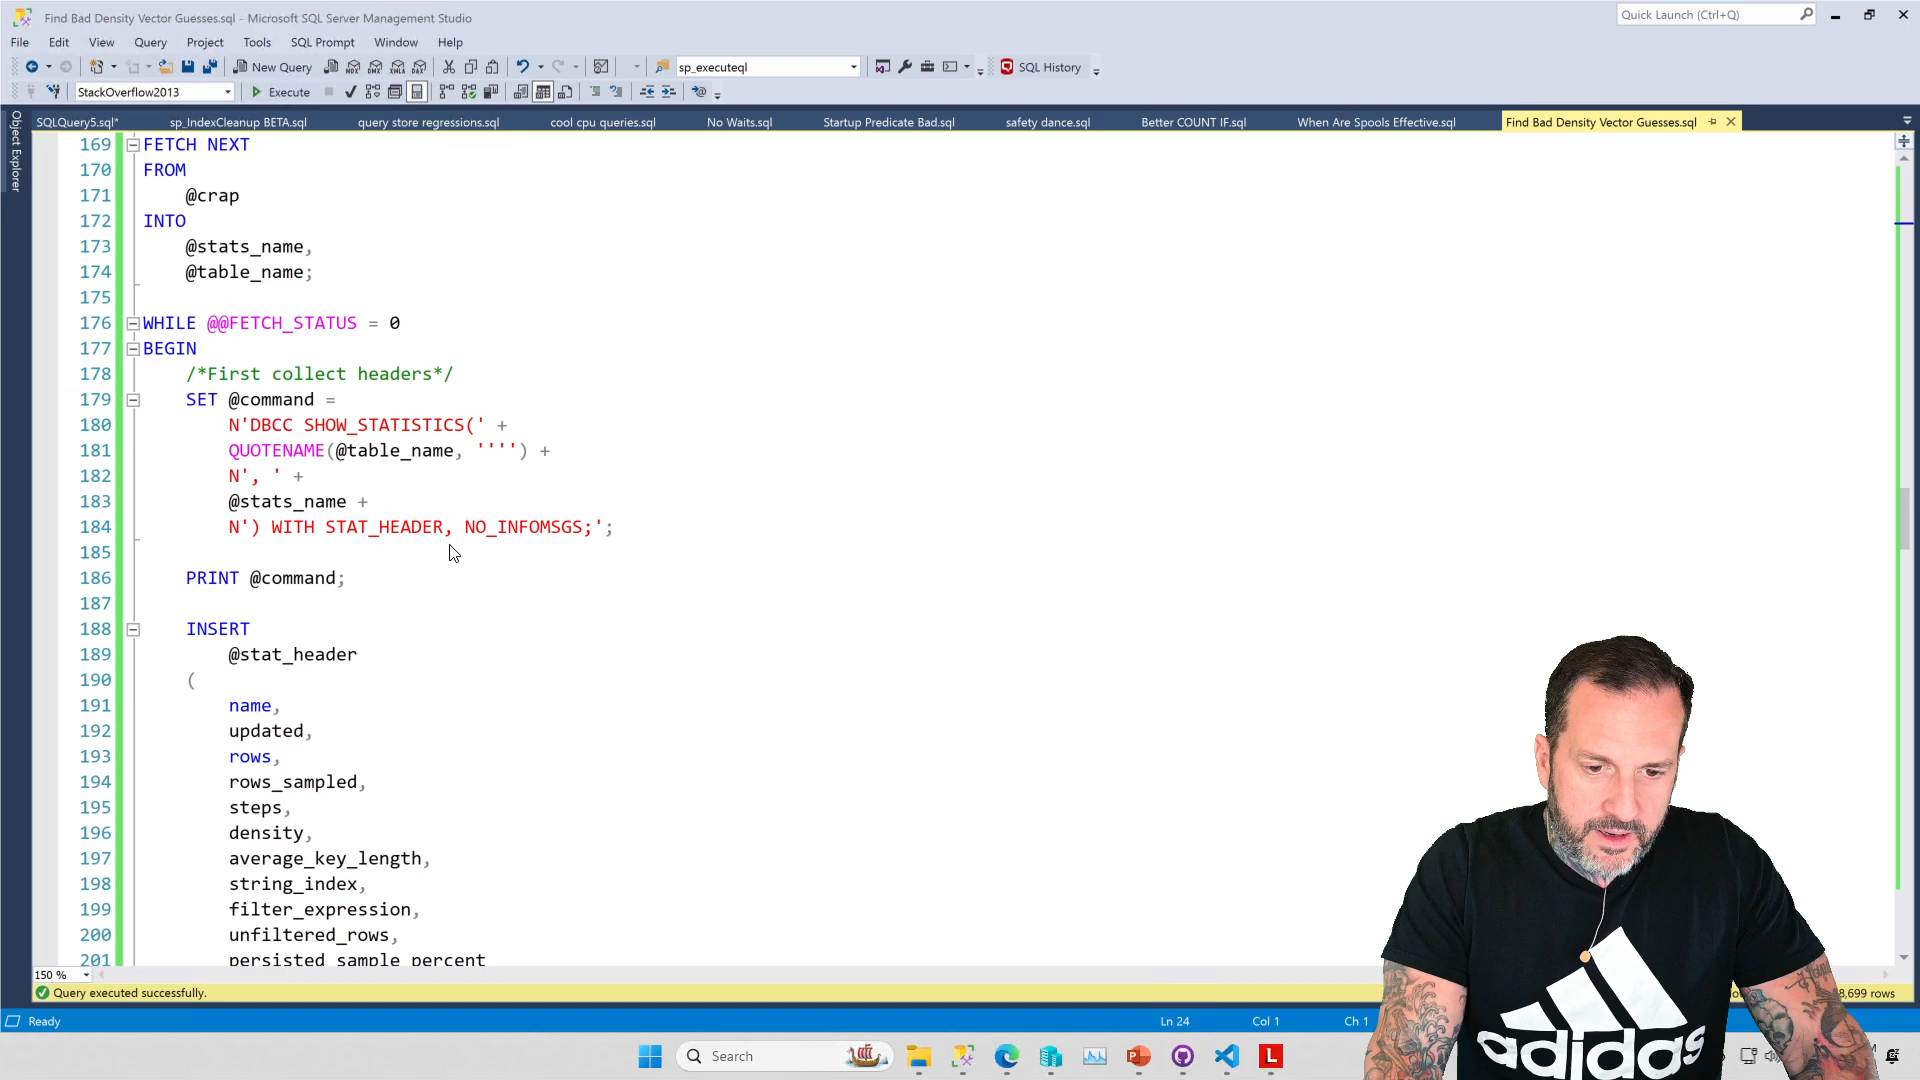 Find Bad Density Vector Guesses.sql - Microsoft SQL Server Management Studio
Quick Launch (Ctrl+Q)
File Edit View Query Project Tools SQL Prompt Window Help
New Query
MDX DMX XMLA DAX
sp_executeql
SQL History
StackOverflow2013
Execute
SQLQuery5.sql* sp_IndexCleanup BETA.sql query store regressions.sql cool cpu queries.sql No Waits.sql Startup Predicate Bad.sql safety dance.sql Better COUNT IF.sql When Are Spools Effective.sql Find Bad Density Vector Guesses.sql
Object Explorer
169 FETCH NEXT
170 FROM
171 @crap
172 INTO
173 @stats_name,
174 @table_name;
175
176 WHILE @@FETCH_STATUS = 0
177 BEGIN
178 /*First collect headers*/
179 SET @command =
180 N'DBCC SHOW_STATISTICS(' +
181 QUOTENAME(@table_name, '''') +
182 N', ' +
183 @stats_name +
184 N') WITH STAT_HEADER, NO_INFOMSGS;';
185
186 PRINT @command;
187
188 INSERT
189 @stat_header
190 (
191 name,
192 updated,
193 rows,
194 rows_sampled,
195 steps,
196 density,
197 average_key_length,
198 string_index,
199 filter_expression,
200 unfiltered_rows,
201 persisted_sample_percent
150 %
Query executed successfully.
8,699 rows
Ready
Ln 24 Col 1 Ch 1
Search
L
adidas